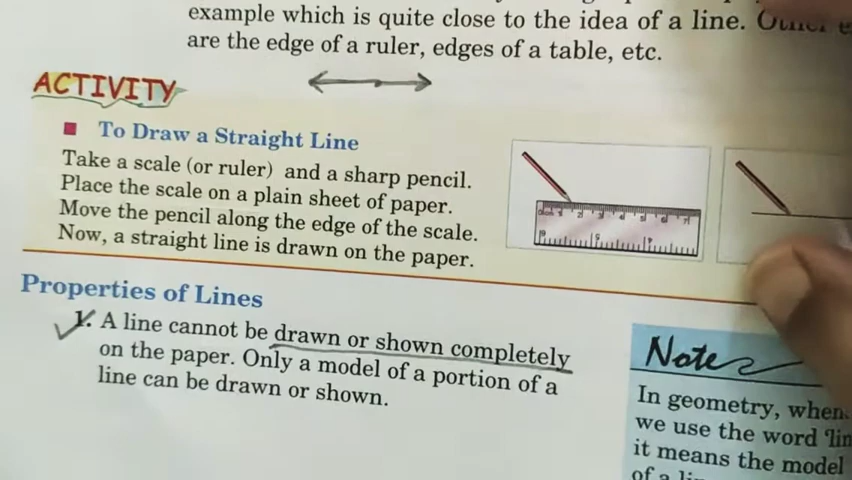 example which is quite close to the idea of a line. Other
are the edge of a ruler, edges of a table, etc.
ACTIVITY
To Draw a Straight Line
Take a scale (or ruler) and a sharp pencil.
Place the scale on a plain sheet of paper.
Move the pencil along the edge of the scale.
Now, a straight line is drawn on the paper.
Properties of Lines
1. A line cannot be drawn or shown completely
on the paper. Only a model of a portion of a
line can be drawn or shown.
Note
In geometry, when
we use the word 'lin
it means the model
of a